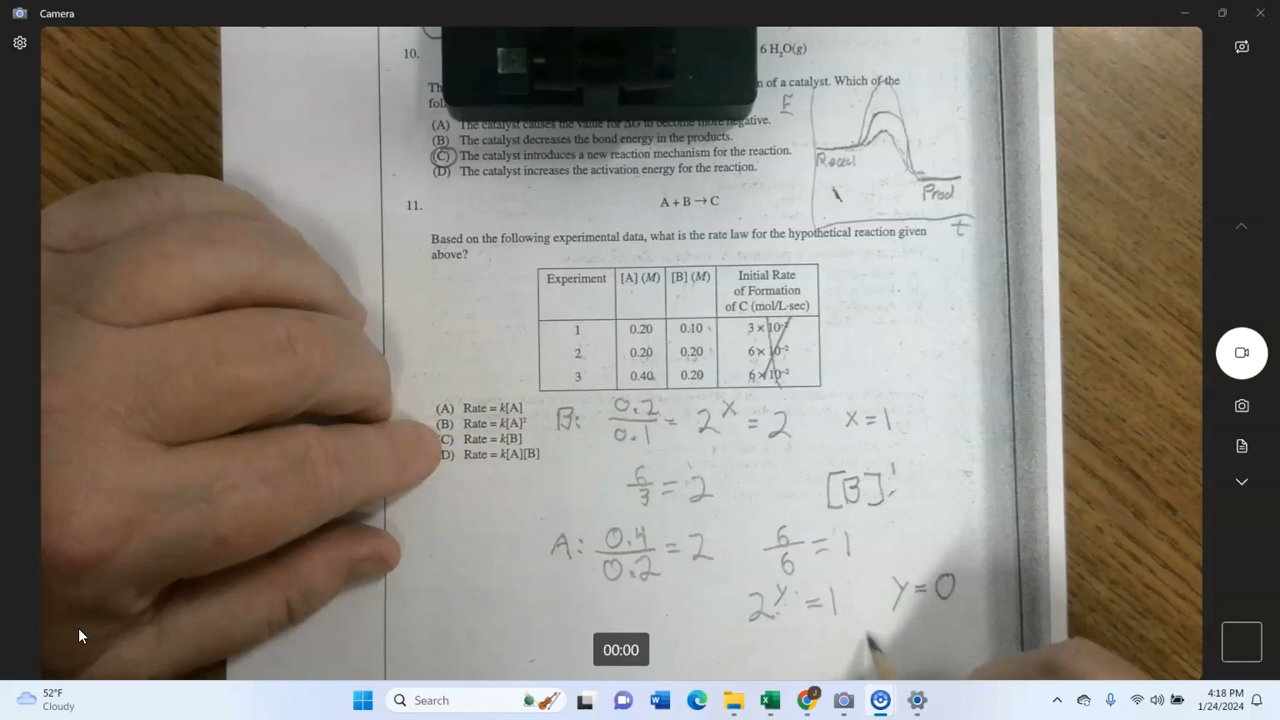 Camera
10.
6 H₂O(g)
Th
n of a catalyst. Which of the
fol
E
(A) The catalyst causes the value for ΔG to become more negative.
(B) The catalyst decreases the bond energy in the products.
(C) The catalyst introduces a new reaction mechanism for the reaction.
(D) The catalyst increases the activation energy for the reaction.
React
Prod
t
11.
A + B → C
Based on the following experimental data, what is the rate law for the hypothetical reaction given
above?
Experiment [A] (M) [B] (M) Initial Rate
of Formation
of C (mol/L·sec)
1 0.20 0.10 3 × 10⁻²
2 0.20 0.20 6 × 10⁻²
3 0.40 0.20 6 × 10⁻²
(A) Rate = k[A]
(B) Rate = k[A]²
(C) Rate = k[B]
D) Rate = k[A][B]
B: 0.2/0.1 = 2^x = 2 x = 1
6/3 = 2 [B]¹
A: 0.4/0.2 = 2 6/6 = 1
2^y = 1 y = 0
00:00
52°F
Cloudy
Search
4:18 PM
1/24/2024